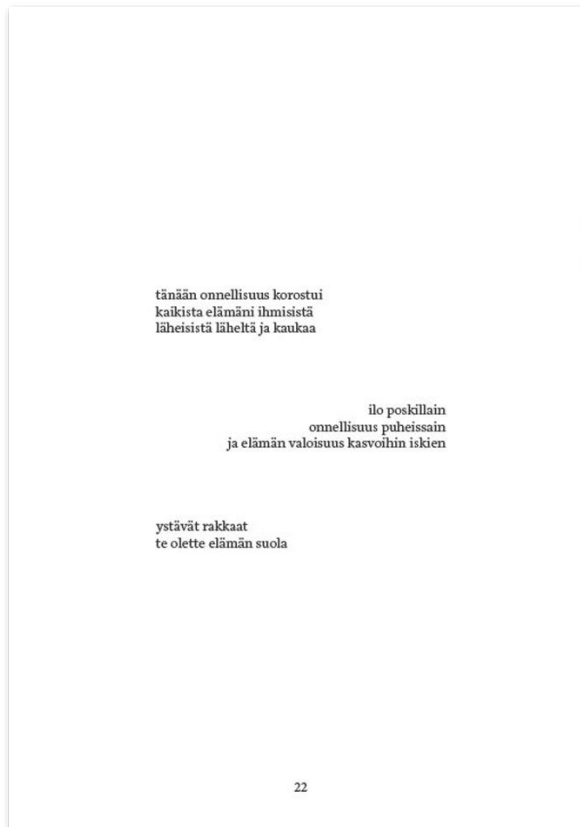 tänään onnellisuus korostui
kaikista elämäni ihmisistä
läheisistä läheltä ja kaukaa
ilo poskillain
onnellisuus puheissain
ja elämän valoisuus kasvoihin iskien
ystävät rakkaat
te olette elämän suola
22